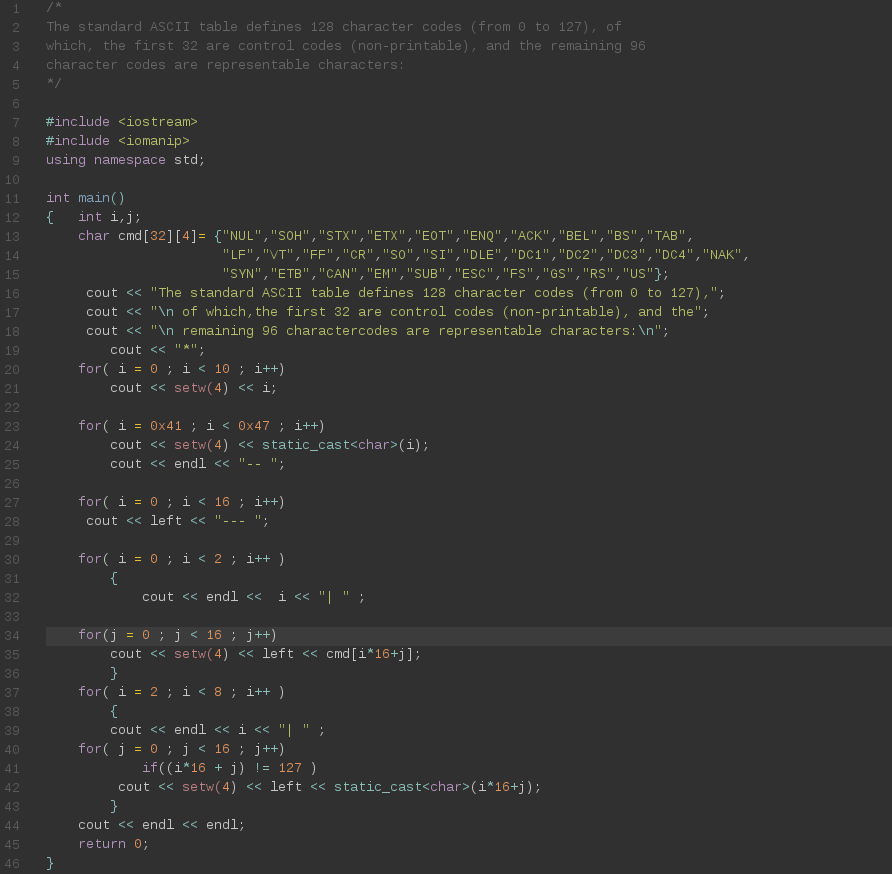 1 /*
2 The standard ASCII table defines 128 character codes (from 0 to 127), of
3 which, the first 32 are control codes (non-printable), and the remaining 96
4 character codes are representable characters:
5 */
6
7 #include <iostream>
8 #include <iomanip>
9 using namespace std;
10
11 int main()
12 {   int i,j;
13     char cmd[32][4]= {"NUL","SOH","STX","ETX","EOT","ENQ","ACK","BEL","BS","TAB",
14                       "LF","VT","FF","CR","SO","SI","DLE","DC1","DC2","DC3","DC4","NAK",
15                       "SYN","ETB","CAN","EM","SUB","ESC","FS","GS","RS","US"};
16      cout << "The standard ASCII table defines 128 character codes (from 0 to 127),";
17      cout << "\n of which,the first 32 are control codes (non-printable), and the";
18      cout << "\n remaining 96 charactercodes are representable characters:\n";
19         cout << "*";
20     for( i = 0 ; i < 10 ; i++)
21         cout << setw(4) << i;
22
23     for( i = 0x41 ; i < 0x47 ; i++)
24         cout << setw(4) << static_cast<char>(i);
25         cout << endl << "-- ";
26
27     for( i = 0 ; i < 16 ; i++)
28      cout << left << "--- ";
29
30     for( i = 0 ; i < 2 ; i++ )
31         {
32             cout << endl <<  i << "| " ;
33
34     for(j = 0 ; j < 16 ; j++)
35         cout << setw(4) << left << cmd[i*16+j];
36         }
37     for( i = 2 ; i < 8 ; i++ )
38         {
39         cout << endl << i << "| " ;
40     for( j = 0 ; j < 16 ; j++)
41             if((i*16 + j) != 127 )
42          cout << setw(4) << left << static_cast<char>(i*16+j);
43         }
44     cout << endl << endl;
45     return 0;
46 }